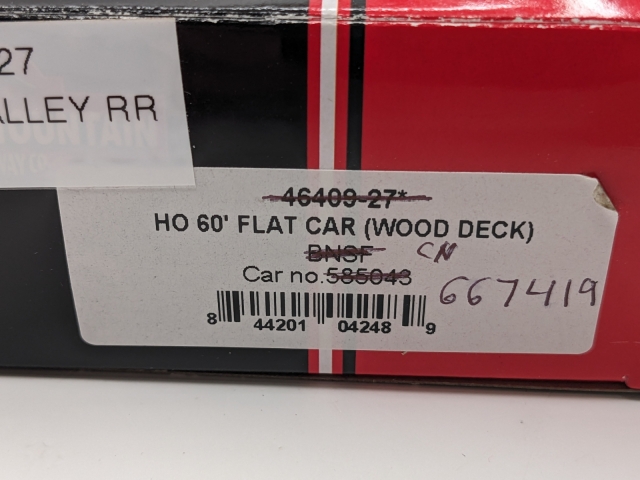 27
ALLEY RR
46409-27*
HO 60' FLAT CAR (WOOD DECK)
BNSF CN
Car no. 585043 667419
8 44201 04248 9